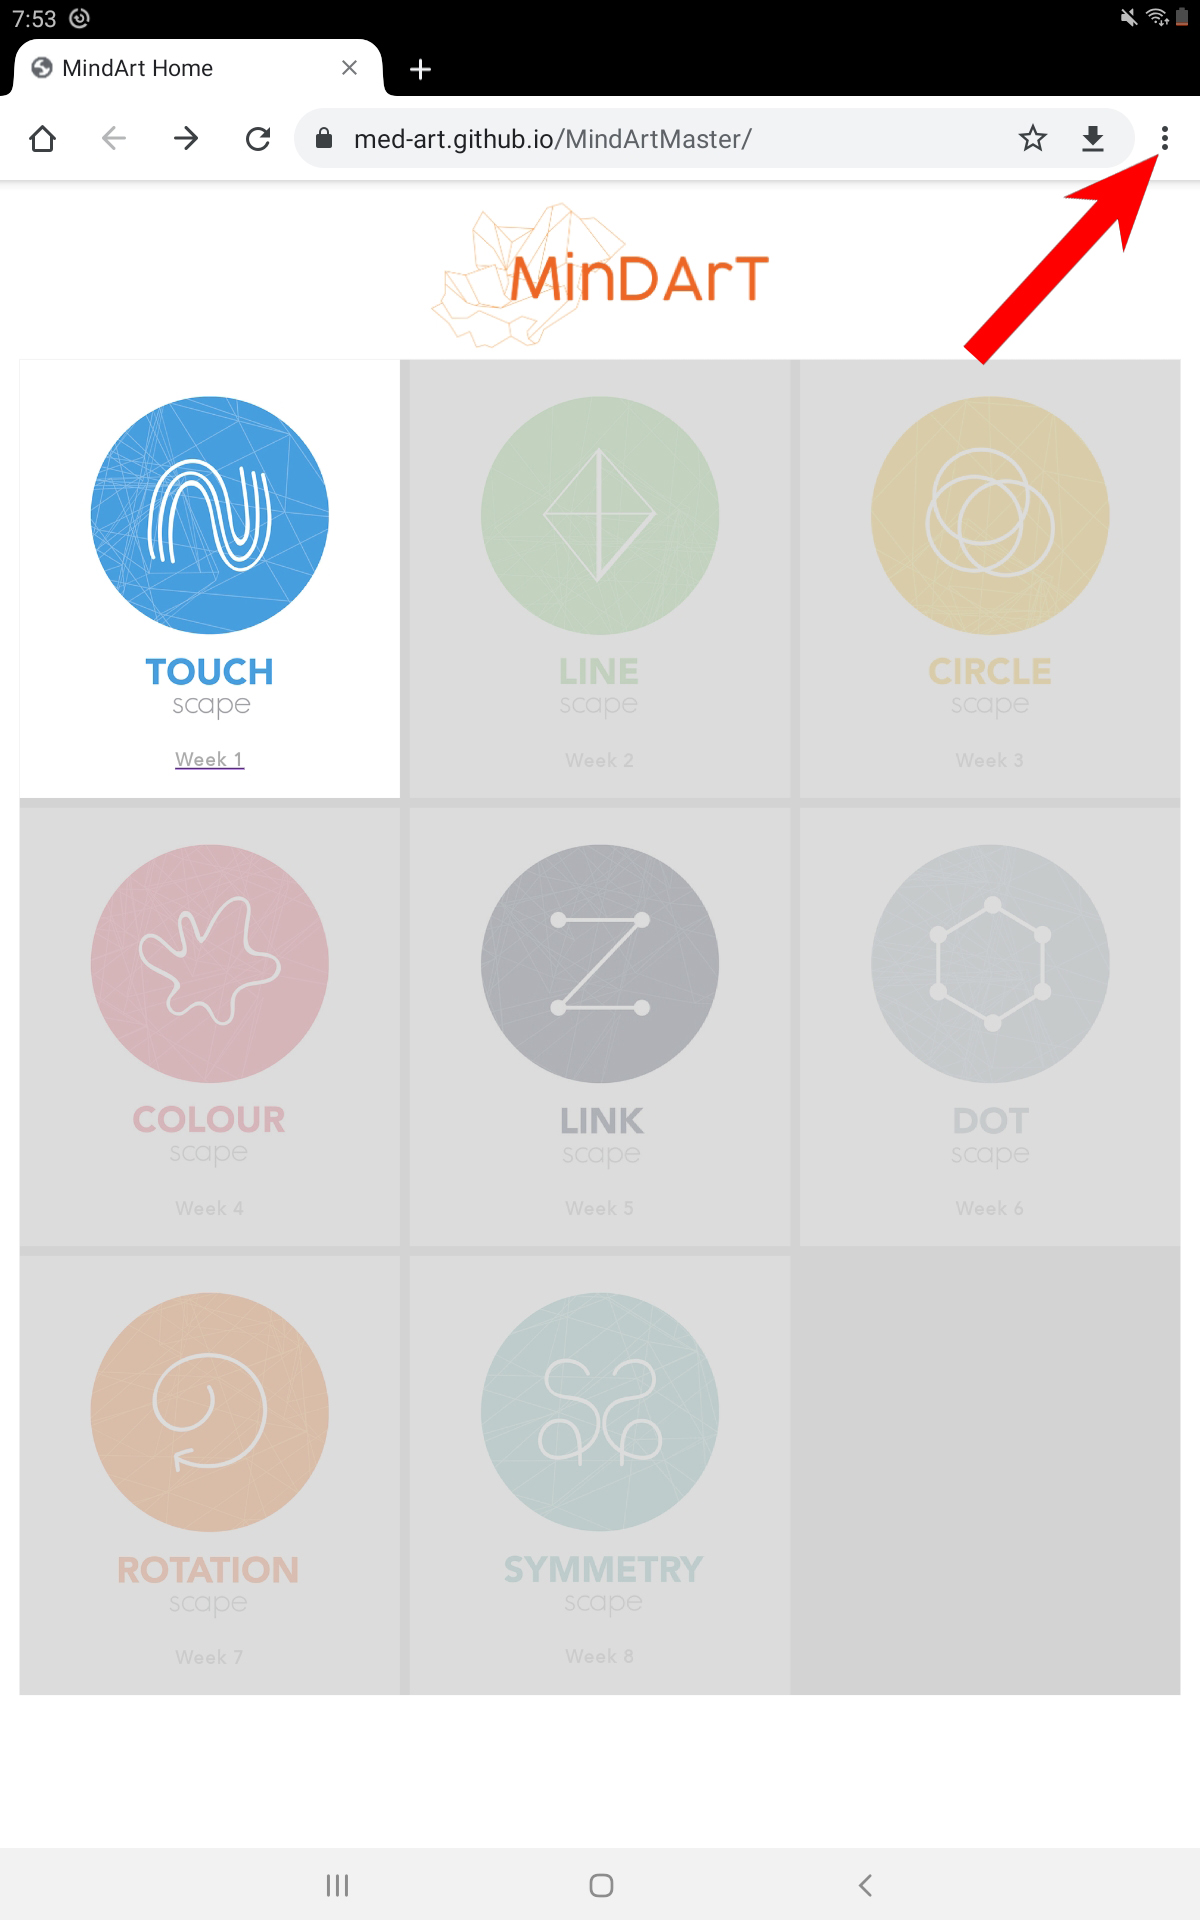 7:53
MindArt Home
med-art.github.io/MindArtMaster/
MinDArT
TOUCH
scape
Week 1
LINE
scape
Week 2
CIRCLE
scape
Week 3
COLOUR
scape
Week 4
LINK
scape
Week 5
DOT
scape
Week 6
ROTATION
scape
Week 7
SYMMETRY
scape
Week 8